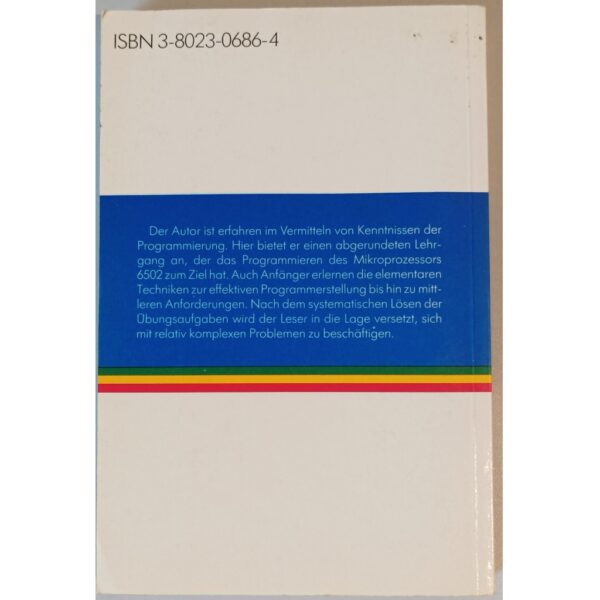 ISBN 3-8023-0686-4
Der Autor ist erfahren im Vermitteln von Kenntnissen der
Programmierung. Hier bietet er einen abgerundeten Lehr-
gang an, der das Programmieren des Mikroprozessors
6502 zum Ziel hat. Auch Anfänger erlernen die elementaren
Techniken zur effektiven Programmerstellung bis hin zu mitt-
leren Anforderungen. Nach dem systematischen Lösen der
Übungsaufgaben wird der Leser in die Lage versetzt, sich
mit relativ komplexen Problemen zu beschäftigen.